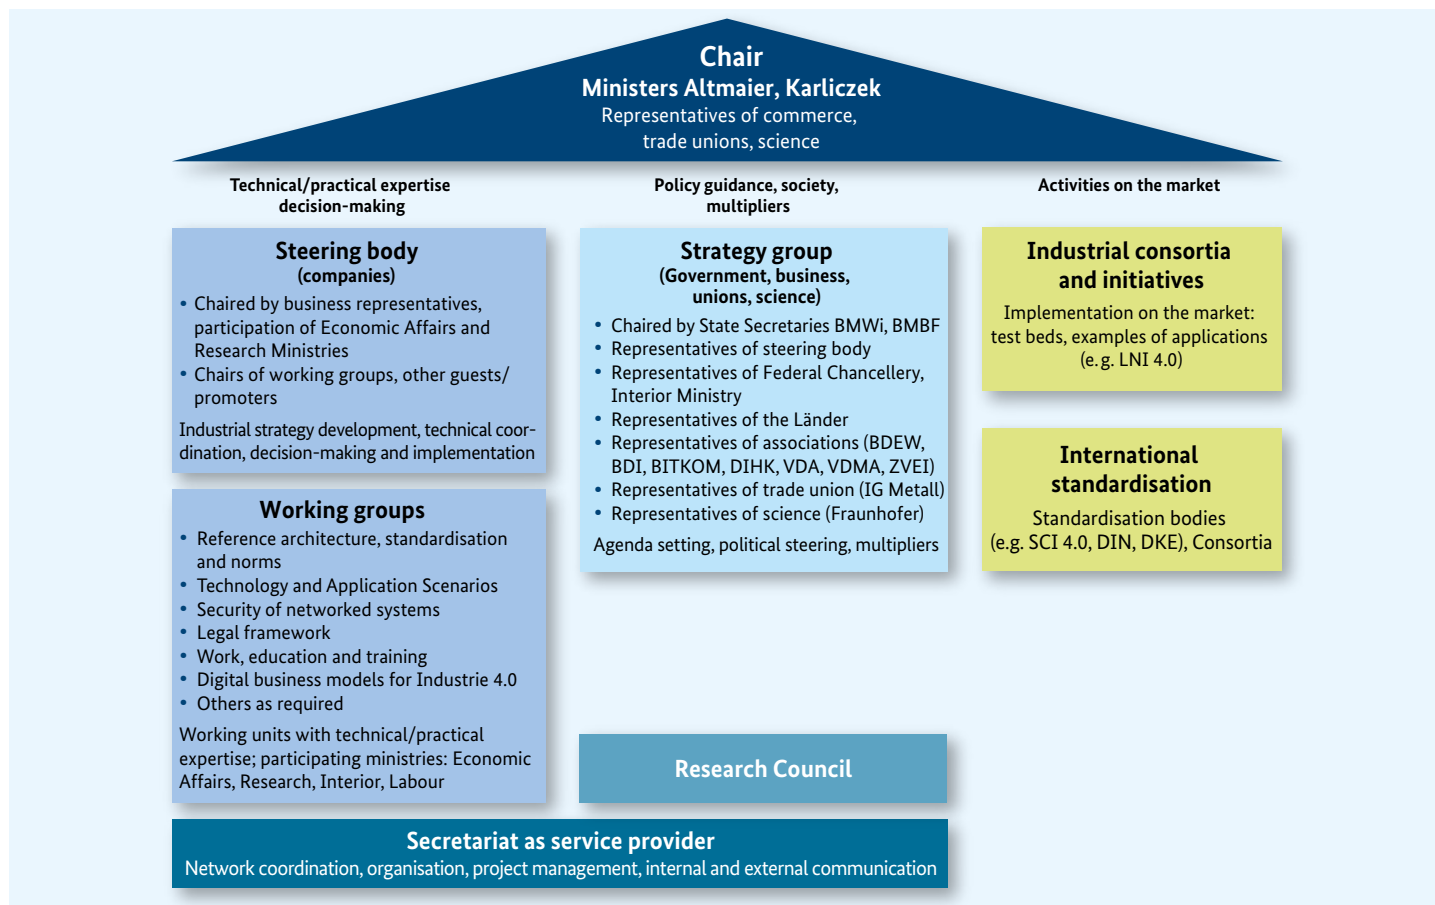 Chair
Ministers Altmaier, Karliczek
Representatives of commerce,
trade unions, science
Technical/practical expertise
decision-making
Steering body
(companies)
• Chaired by business representatives,
participation of Economic Affairs and
Research Ministries
• Chairs of working groups, other guests/
promoters
Industrial strategy development, technical coor-
dination, decision-making and implementation
Working groups
• Reference architecture, standardisation
and norms
• Technology and Application Scenarios
• Security of networked systems
• Legal framework
• Work, education and training
• Digital business models for Industrie 4.0
• Others as required
Working units with technical/practical
expertise; participating ministries: Economic
Affairs, Research, Interior, Labour
Policy guidance, society,
multipliers
Strategy group
(Government, business,
unions, science)
• Chaired by State Secretaries BMWi, BMBF
• Representatives of steering body
• Representatives of Federal Chancellery,
Interior Ministry
• Representatives of the Länder
• Representatives of associations (BDEW,
BDI, BITKOM, DIHK, VDA, VDMA, ZVEI)
• Representatives of trade union (IG Metall)
• Representatives of science (Fraunhofer)
Agenda setting, political steering, multipliers
Research Council
Activities on the market
Industrial consortia
and initiatives
Implementation on the market:
test beds, examples of applications
(e. g. LNI 4.0)
International
standardisation
Standardisation bodies
(e.g. SCI 4.0, DIN, DKE), Consortia
Secretariat as service provider
Network coordination, organisation, project management, internal and external communication